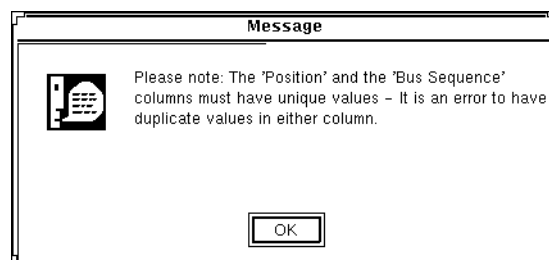 Message
Please note: The 'Position' and the 'Bus Sequence'
columns must have unique values – It is an error to have
duplicate values in either column.
OK